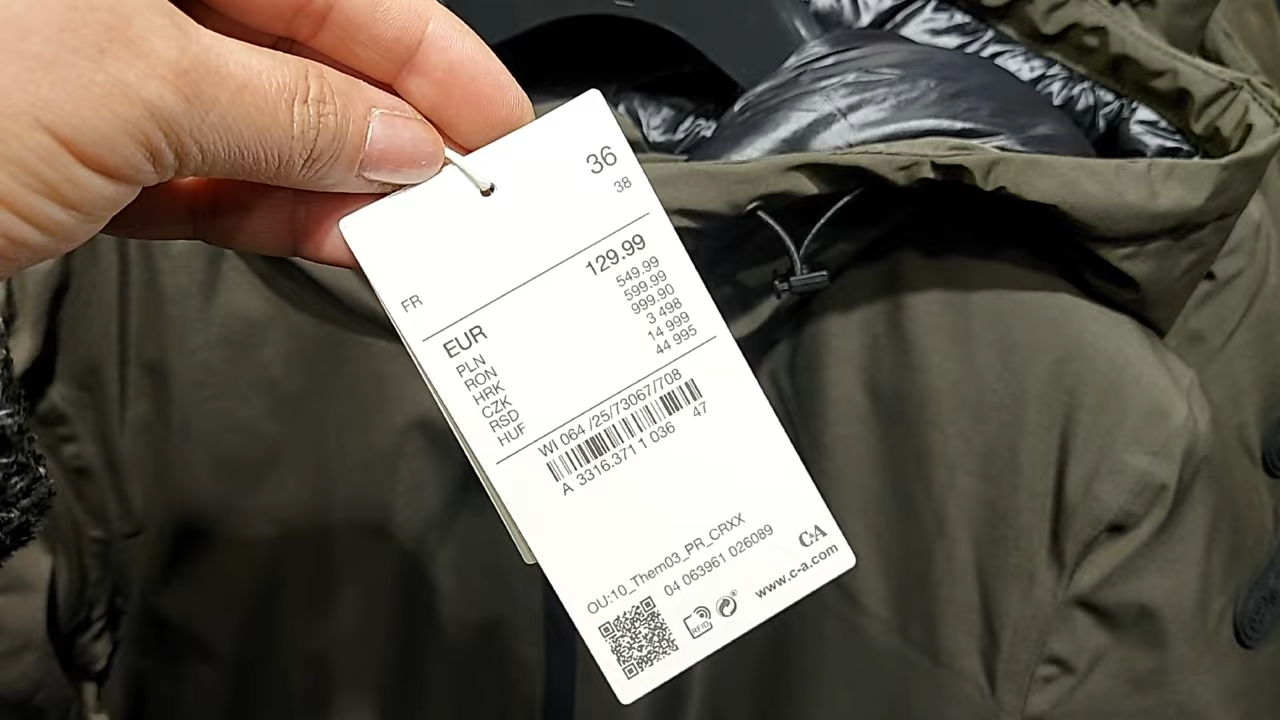 36
FR 38
EUR 129.99
PLN 549.99
RON 599.99
HRK 999.90
CZK 3 498
RSD 14 999
HUF 44 995
WI 064 /25/73067/708
A 3316.371 1 036 47
OU:10_Them03_PR_CRXX
04 063961 026089
RFID
C&A
www.c-a.com